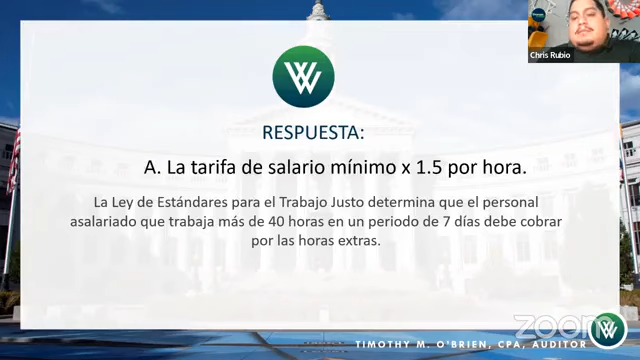 Chris Rubio
RESPUESTA:
A. La tarifa de salario mínimo x 1.5 por hora.
La Ley de Estándares para el Trabajo Justo determina que el personal
asalariado que trabaja más de 40 horas en un periodo de 7 días debe cobrar
por las horas extras.
zoom
TIMOTHY M. O'BRIEN, CPA, AUDITOR